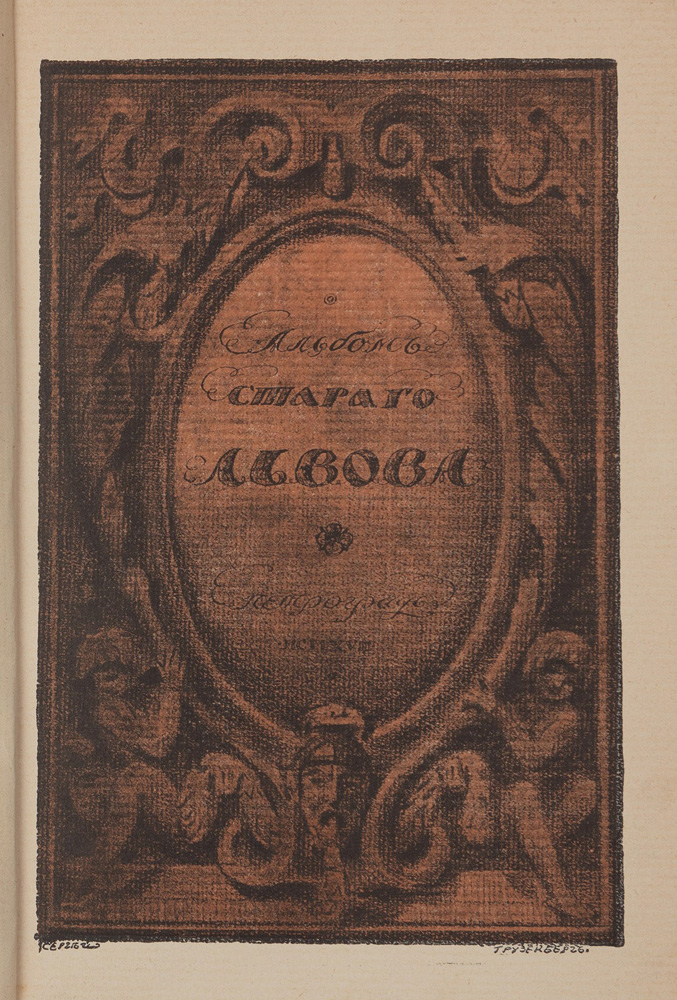 Альбомъ
стараго
Львова
Петроградъ
Сергѣй
Грузенбергъ.